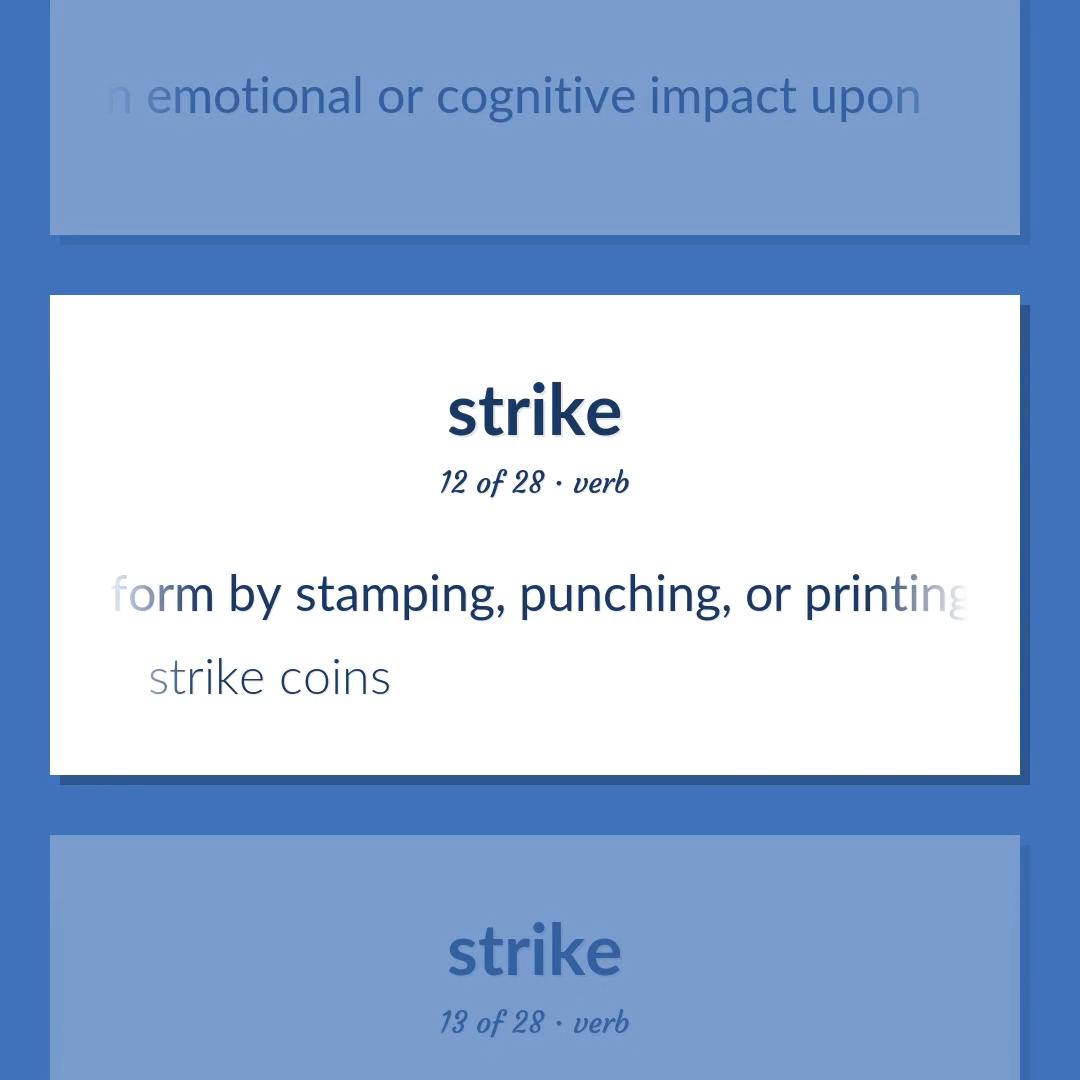 n emotional or cognitive impact upon
strike
12 of 28 · verb
form by stamping, punching, or printing
strike coins
strike
13 of 28 · verb